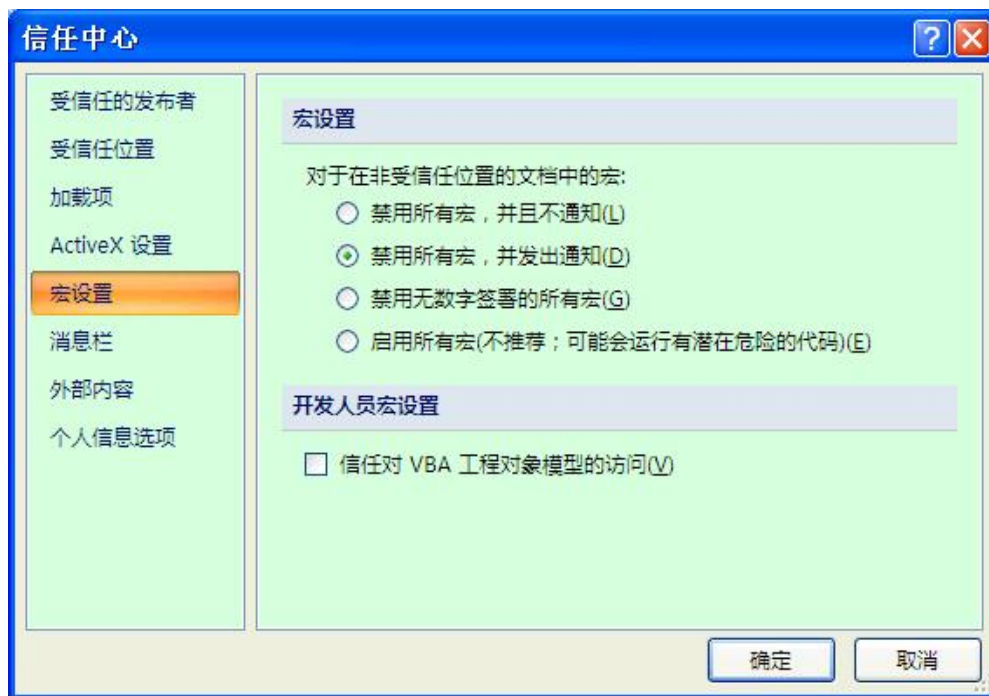 信任中心
受信任的发布者
受信任位置
加载项
ActiveX 设置
宏设置
消息栏
外部内容
个人信息选项
宏设置
对于在非受信任位置的文档中的宏:
禁用所有宏，并且不通知(L)
禁用所有宏，并发出通知(D)
禁用无数字签署的所有宏(G)
启用所有宏(不推荐；可能会运行有潜在危险的代码)(E)
开发人员宏设置
信任对 VBA 工程对象模型的访问(V)
确定
取消